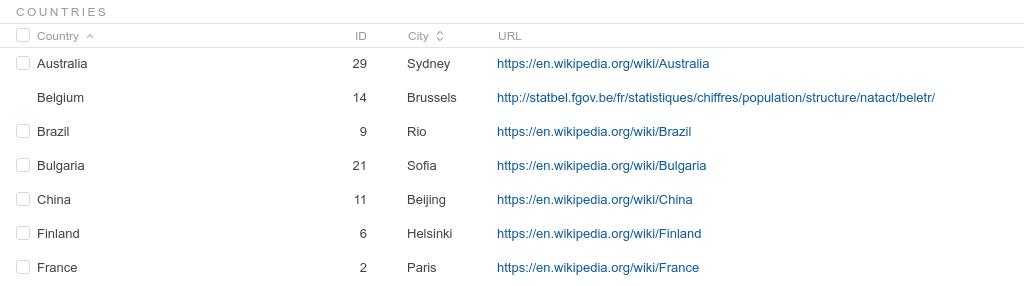 COUNTRIES
Country ID City URL
Australia 29 Sydney https://en.wikipedia.org/wiki/Australia
Belgium 14 Brussels http://statbel.fgov.be/fr/statistiques/chiffres/population/structure/natact/beletr/
Brazil 9 Rio https://en.wikipedia.org/wiki/Brazil
Bulgaria 21 Sofia https://en.wikipedia.org/wiki/Bulgaria
China 11 Beijing https://en.wikipedia.org/wiki/China
Finland 6 Helsinki https://en.wikipedia.org/wiki/Finland
France 2 Paris https://en.wikipedia.org/wiki/France